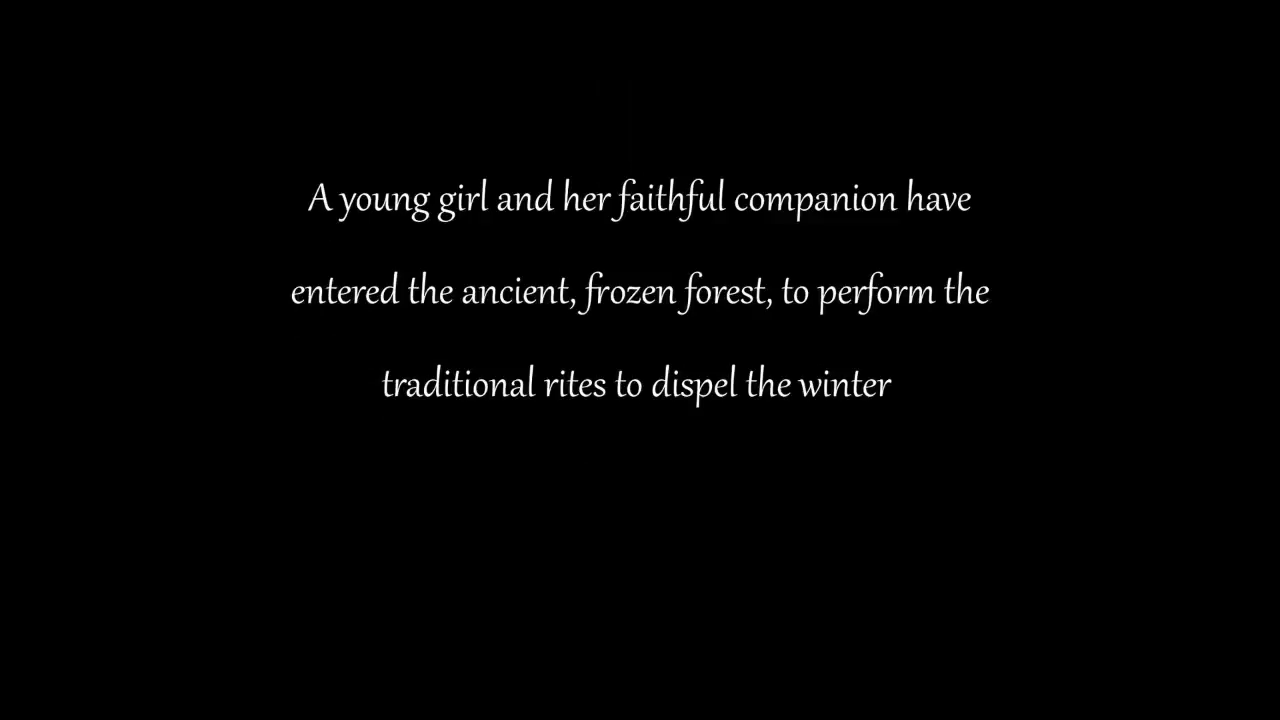 A young girl and her faithful companion have
entered the ancient, frozen forest, to perform the
traditional rites to dispel the winter